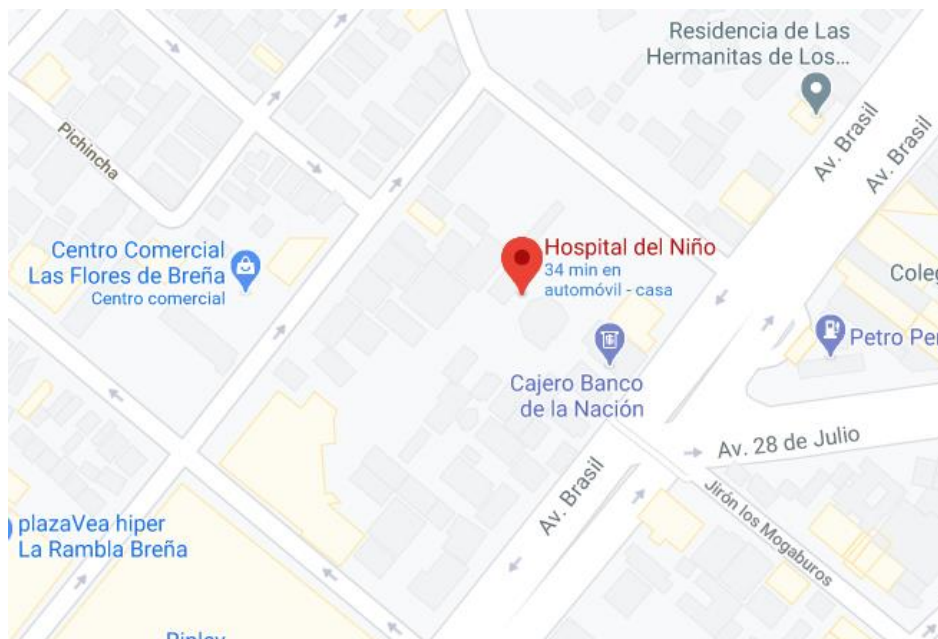 Residencia de Las
Hermanitas de Los...
Av. Brasil
Av. Brasil
Pichincha
Centro Comercial
Las Flores de Breña
Centro comercial
Hospital del Niño
34 min en
automóvil - casa
Coleg
Petro Per
Cajero Banco
de la Nación
Av. 28 de Julio
Av. Brasil
Jirón los Mogaburos
plazaVea hiper
La Rambla Breña
Ripley